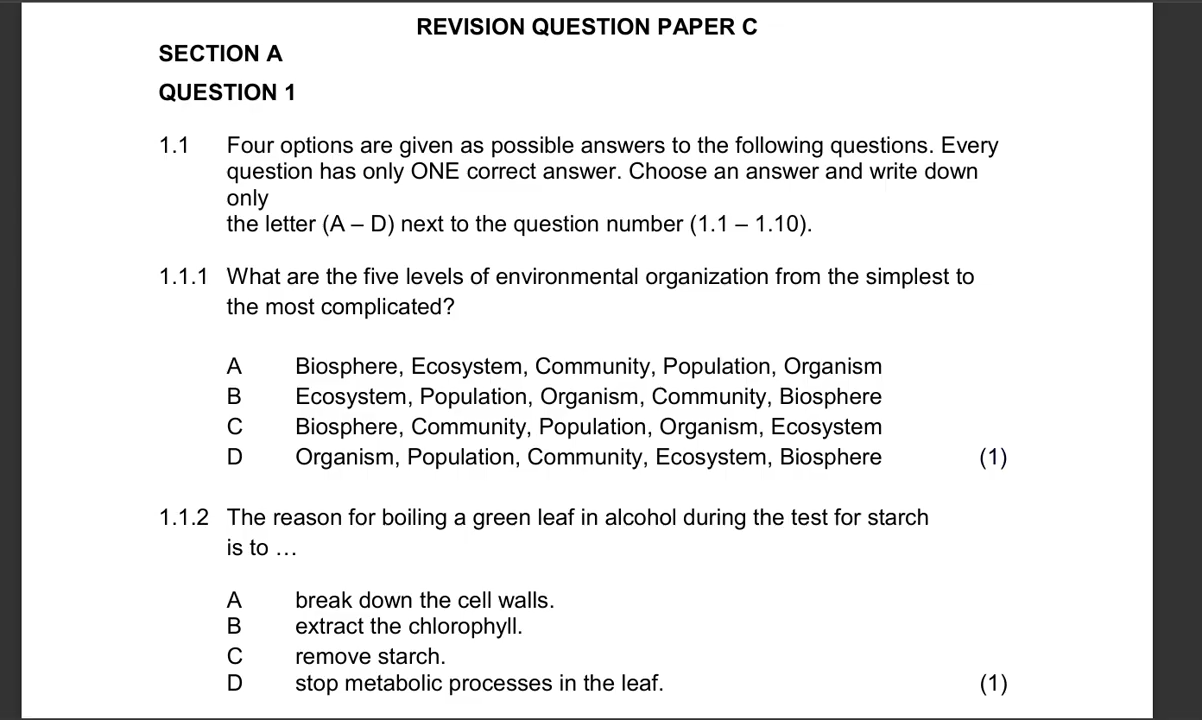 REVISION QUESTION PAPER C
SECTION A
QUESTION 1
1.1 Four options are given as possible answers to the following questions. Every
question has only ONE correct answer. Choose an answer and write down
only
the letter (A – D) next to the question number (1.1 – 1.10).
1.1.1 What are the five levels of environmental organization from the simplest to
the most complicated?
A Biosphere, Ecosystem, Community, Population, Organism
B Ecosystem, Population, Organism, Community, Biosphere
C Biosphere, Community, Population, Organism, Ecosystem
D Organism, Population, Community, Ecosystem, Biosphere (1)
1.1.2 The reason for boiling a green leaf in alcohol during the test for starch
is to …
A break down the cell walls.
B extract the chlorophyll.
C remove starch.
D stop metabolic processes in the leaf. (1)